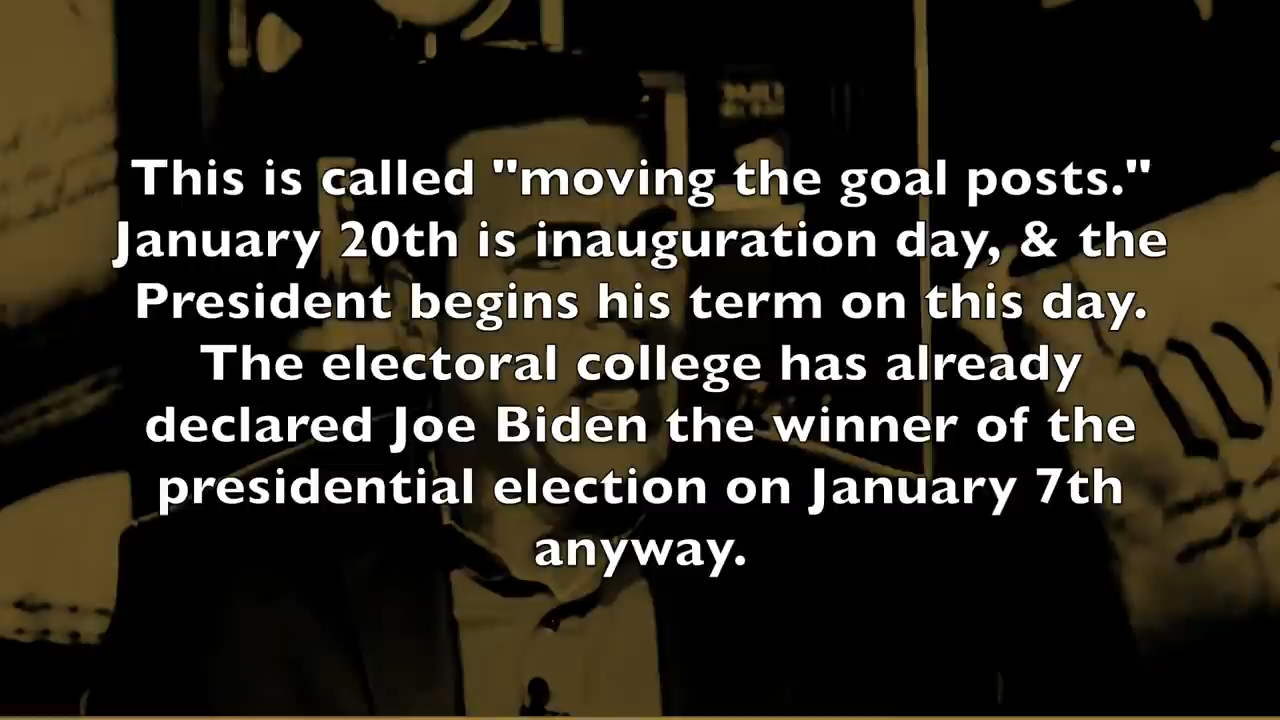 This is called "moving the goal posts."
January 20th is inauguration day, & the
President begins his term on this day.
The electoral college has already
declared Joe Biden the winner of the
presidential election on January 7th
anyway.